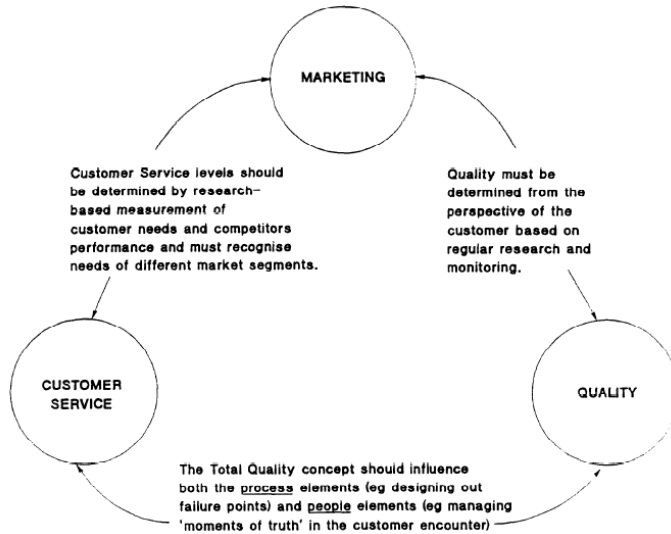 MARKETING
Customer Service levels should
be determined by research-
based measurement of
customer needs and competitors
performance and must recognise
needs of different market segments.
Quality must be
determined from the
perspective of the
customer based on
regular research and
monitoring.
CUSTOMER
SERVICE
QUALITY
The Total Quality concept should influence
both the process elements (eg designing out
failure points) and people elements (eg managing
'moments of truth' in the customer encounter)